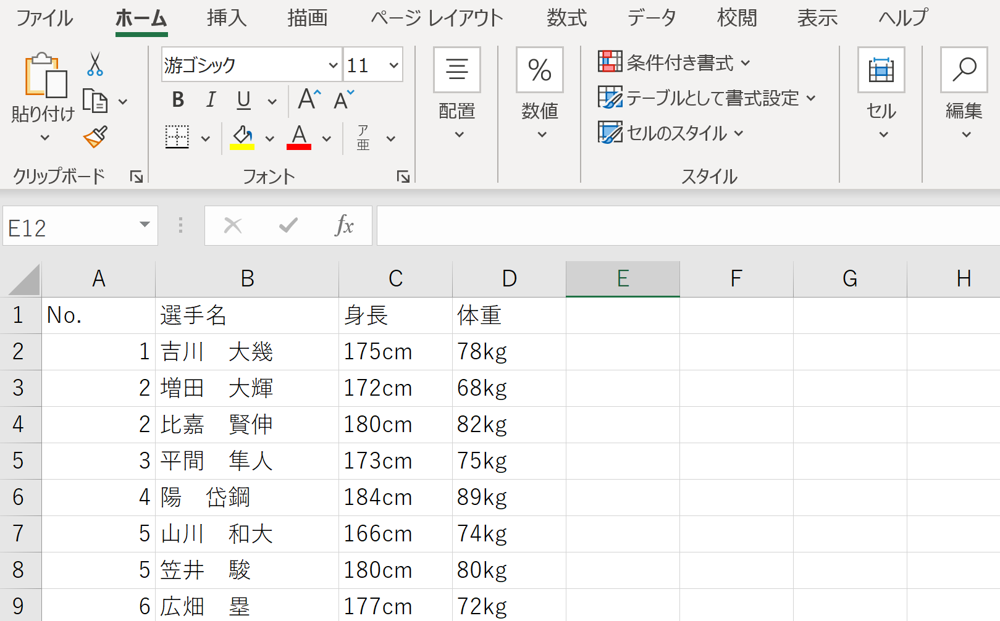 ファイル ホーム 挿入 描画 ページ レイアウト 数式 データ 校閲 表示 ヘルプ
貼り付け
クリップボード
游ゴシック 11
B I U A A
A ア亜
フォント
配置
%
数値
条件付き書式
テーブルとして書式設定
セルのスタイル
スタイル
セル
編集
E12 fx
A B C D E F G H
1 No. 選手名 身長 体重
2 1 吉川　大幾 175cm 78kg
3 2 増田　大輝 172cm 68kg
4 2 比嘉　賢伸 180cm 82kg
5 3 平間　隼人 173cm 75kg
6 4 陽　岱鋼 184cm 89kg
7 5 山川　和大 166cm 74kg
8 5 笠井　駿 180cm 80kg
9 6 広畑　塁 177cm 72kg